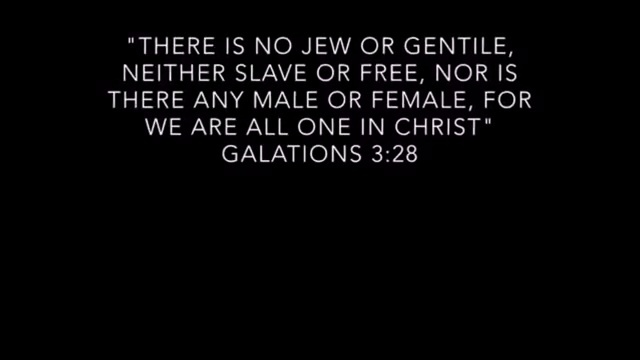 "THERE IS NO JEW OR GENTILE,
NEITHER SLAVE OR FREE, NOR IS
THERE ANY MALE OR FEMALE, FOR
WE ARE ALL ONE IN CHRIST"
GALATIONS 3:28